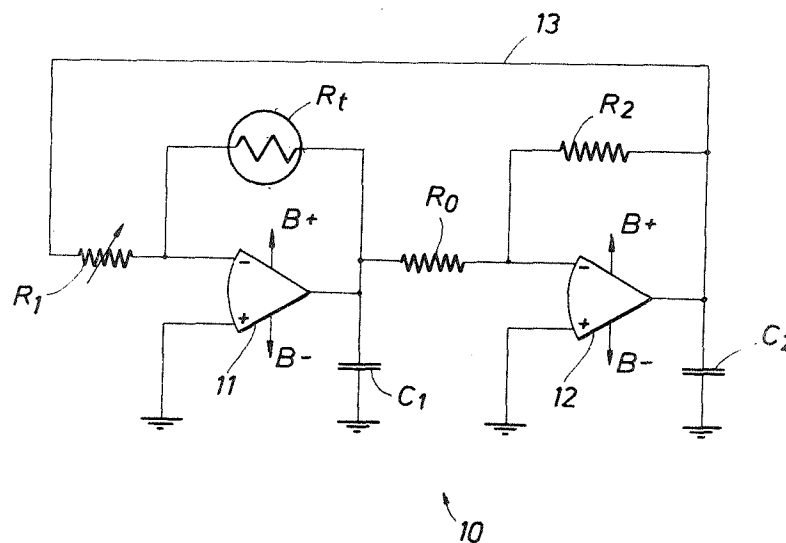 13
Rt
R2
R0
B+
B+
R1
−
−
+
+
11
B-
C1
12
B-
C2
10